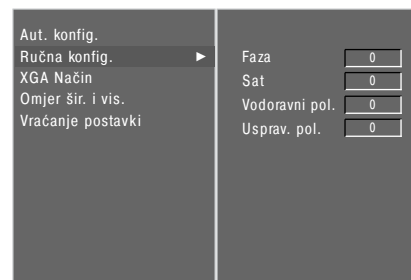 Aut. konfig.
Ručna konfig. ►
XGA Način
Omjer šir. i vis.
Vraćanje postavki
Faza 0
Sat 0
Vodoravni pol. 0
Usprav. pol. 0